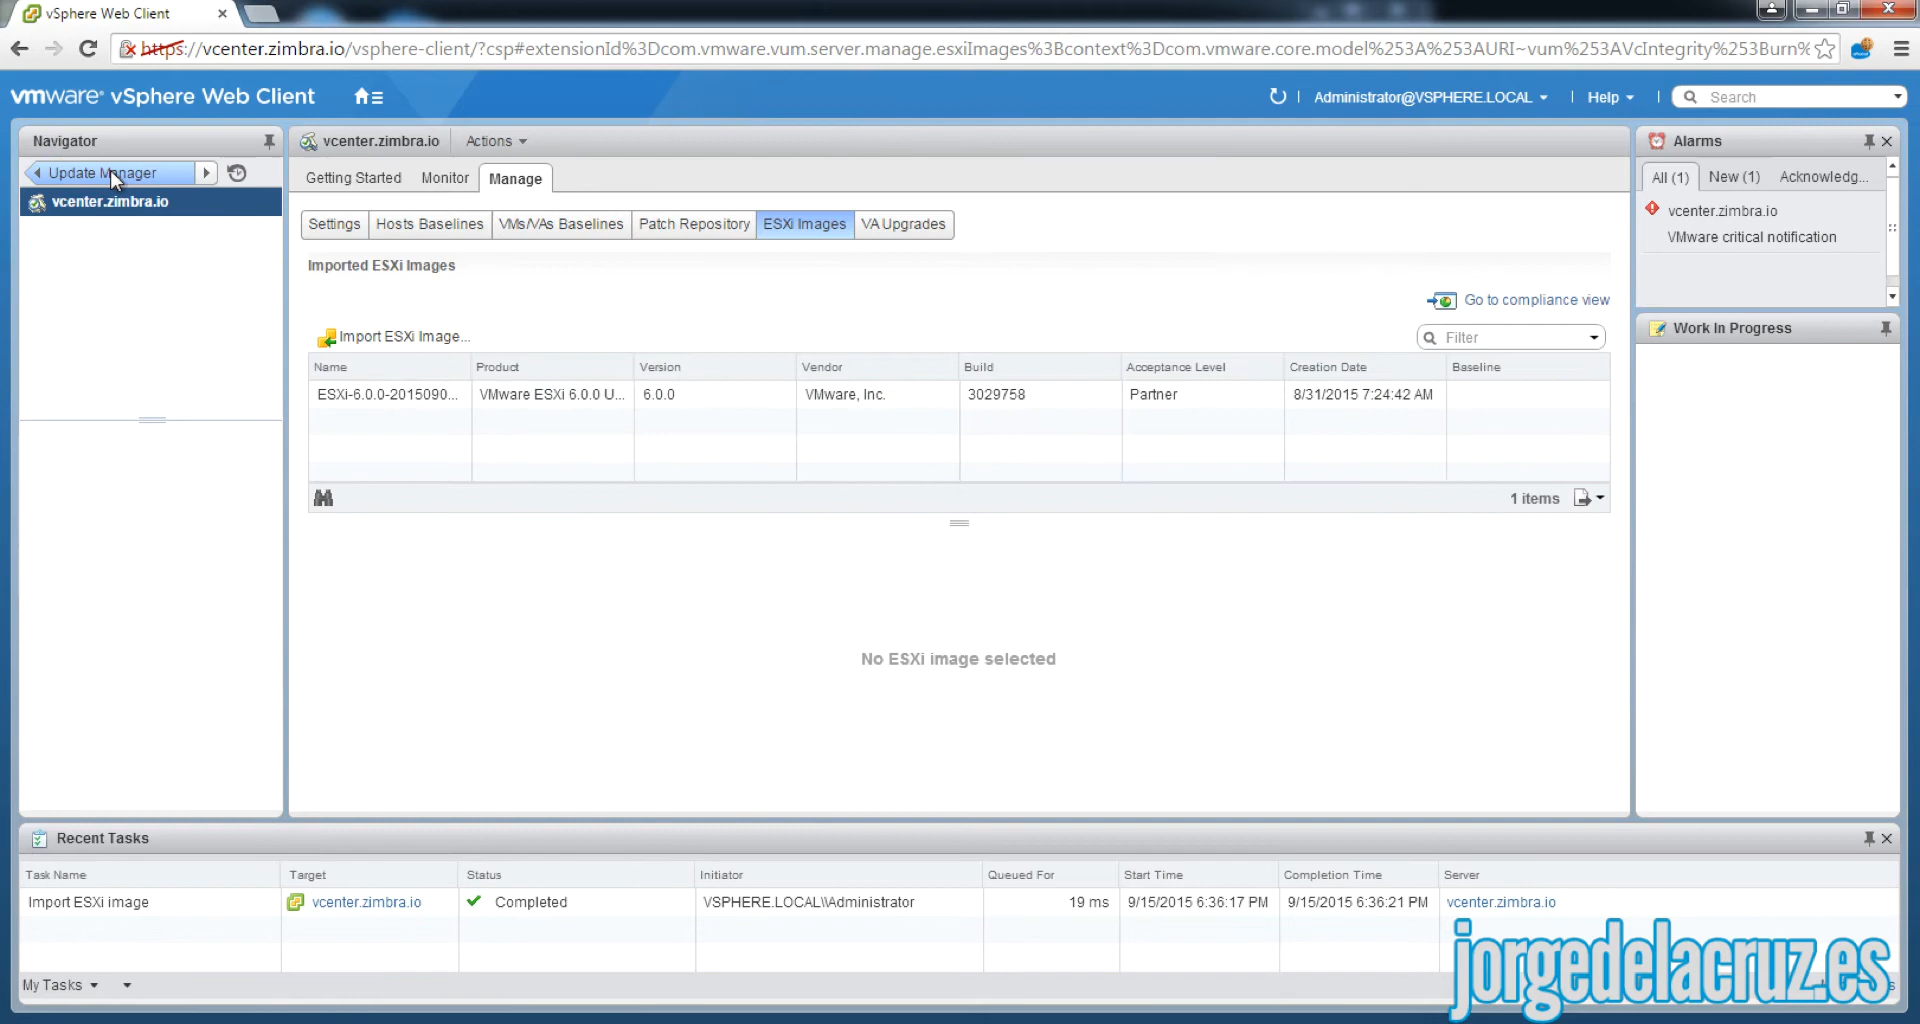 vSphere Web Client
https://vcenter.zimbra.io/vsphere-client/?csp#extensionId%3Dcom.vmware.vum.server.manage.esxiImages%3Bcontext%3Dcom.vmware.core.model%253A%253AURI~vum%253AVcIntegrity%253Burn%
vmware® vSphere Web Client
Administrator@VSPHERE.LOCAL
Help
Search
Navigator
Update Manager
vcenter.zimbra.io
vcenter.zimbra.io Actions
Getting Started Monitor Manage
Settings Hosts Baselines VMs/VAs Baselines Patch Repository ESXi Images VA Upgrades
Imported ESXi Images
Go to compliance view
Import ESXi Image...
Filter
Name Product Version Vendor Build Acceptance Level Creation Date Baseline
ESXi-6.0.0-2015090... VMware ESXi 6.0.0 U... 6.0.0 VMware, Inc. 3029758 Partner 8/31/2015 7:24:42 AM
1 items
No ESXi image selected
Alarms
All (1) New (1) Acknowledg...
vcenter.zimbra.io
VMware critical notification
Work In Progress
Recent Tasks
Task Name Target Status Initiator Queued For Start Time Completion Time Server
Import ESXi image vcenter.zimbra.io Completed VSPHERE.LOCAL\\Administrator 19 ms 9/15/2015 6:36:17 PM 9/15/2015 6:36:21 PM vcenter.zimbra.io
My Tasks
jorgedelacruz.es